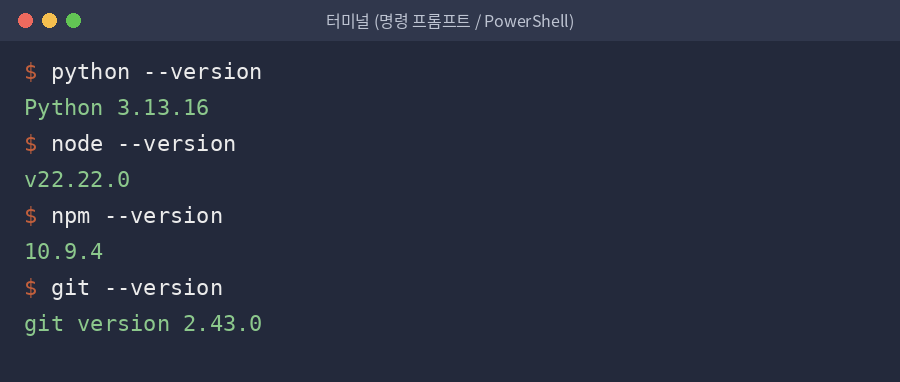 터미널 (명령 프롬프트 / PowerShell)
$ python --version
Python 3.13.16
$ node --version
v22.22.0
$ npm --version
10.9.4
$ git --version
git version 2.43.0